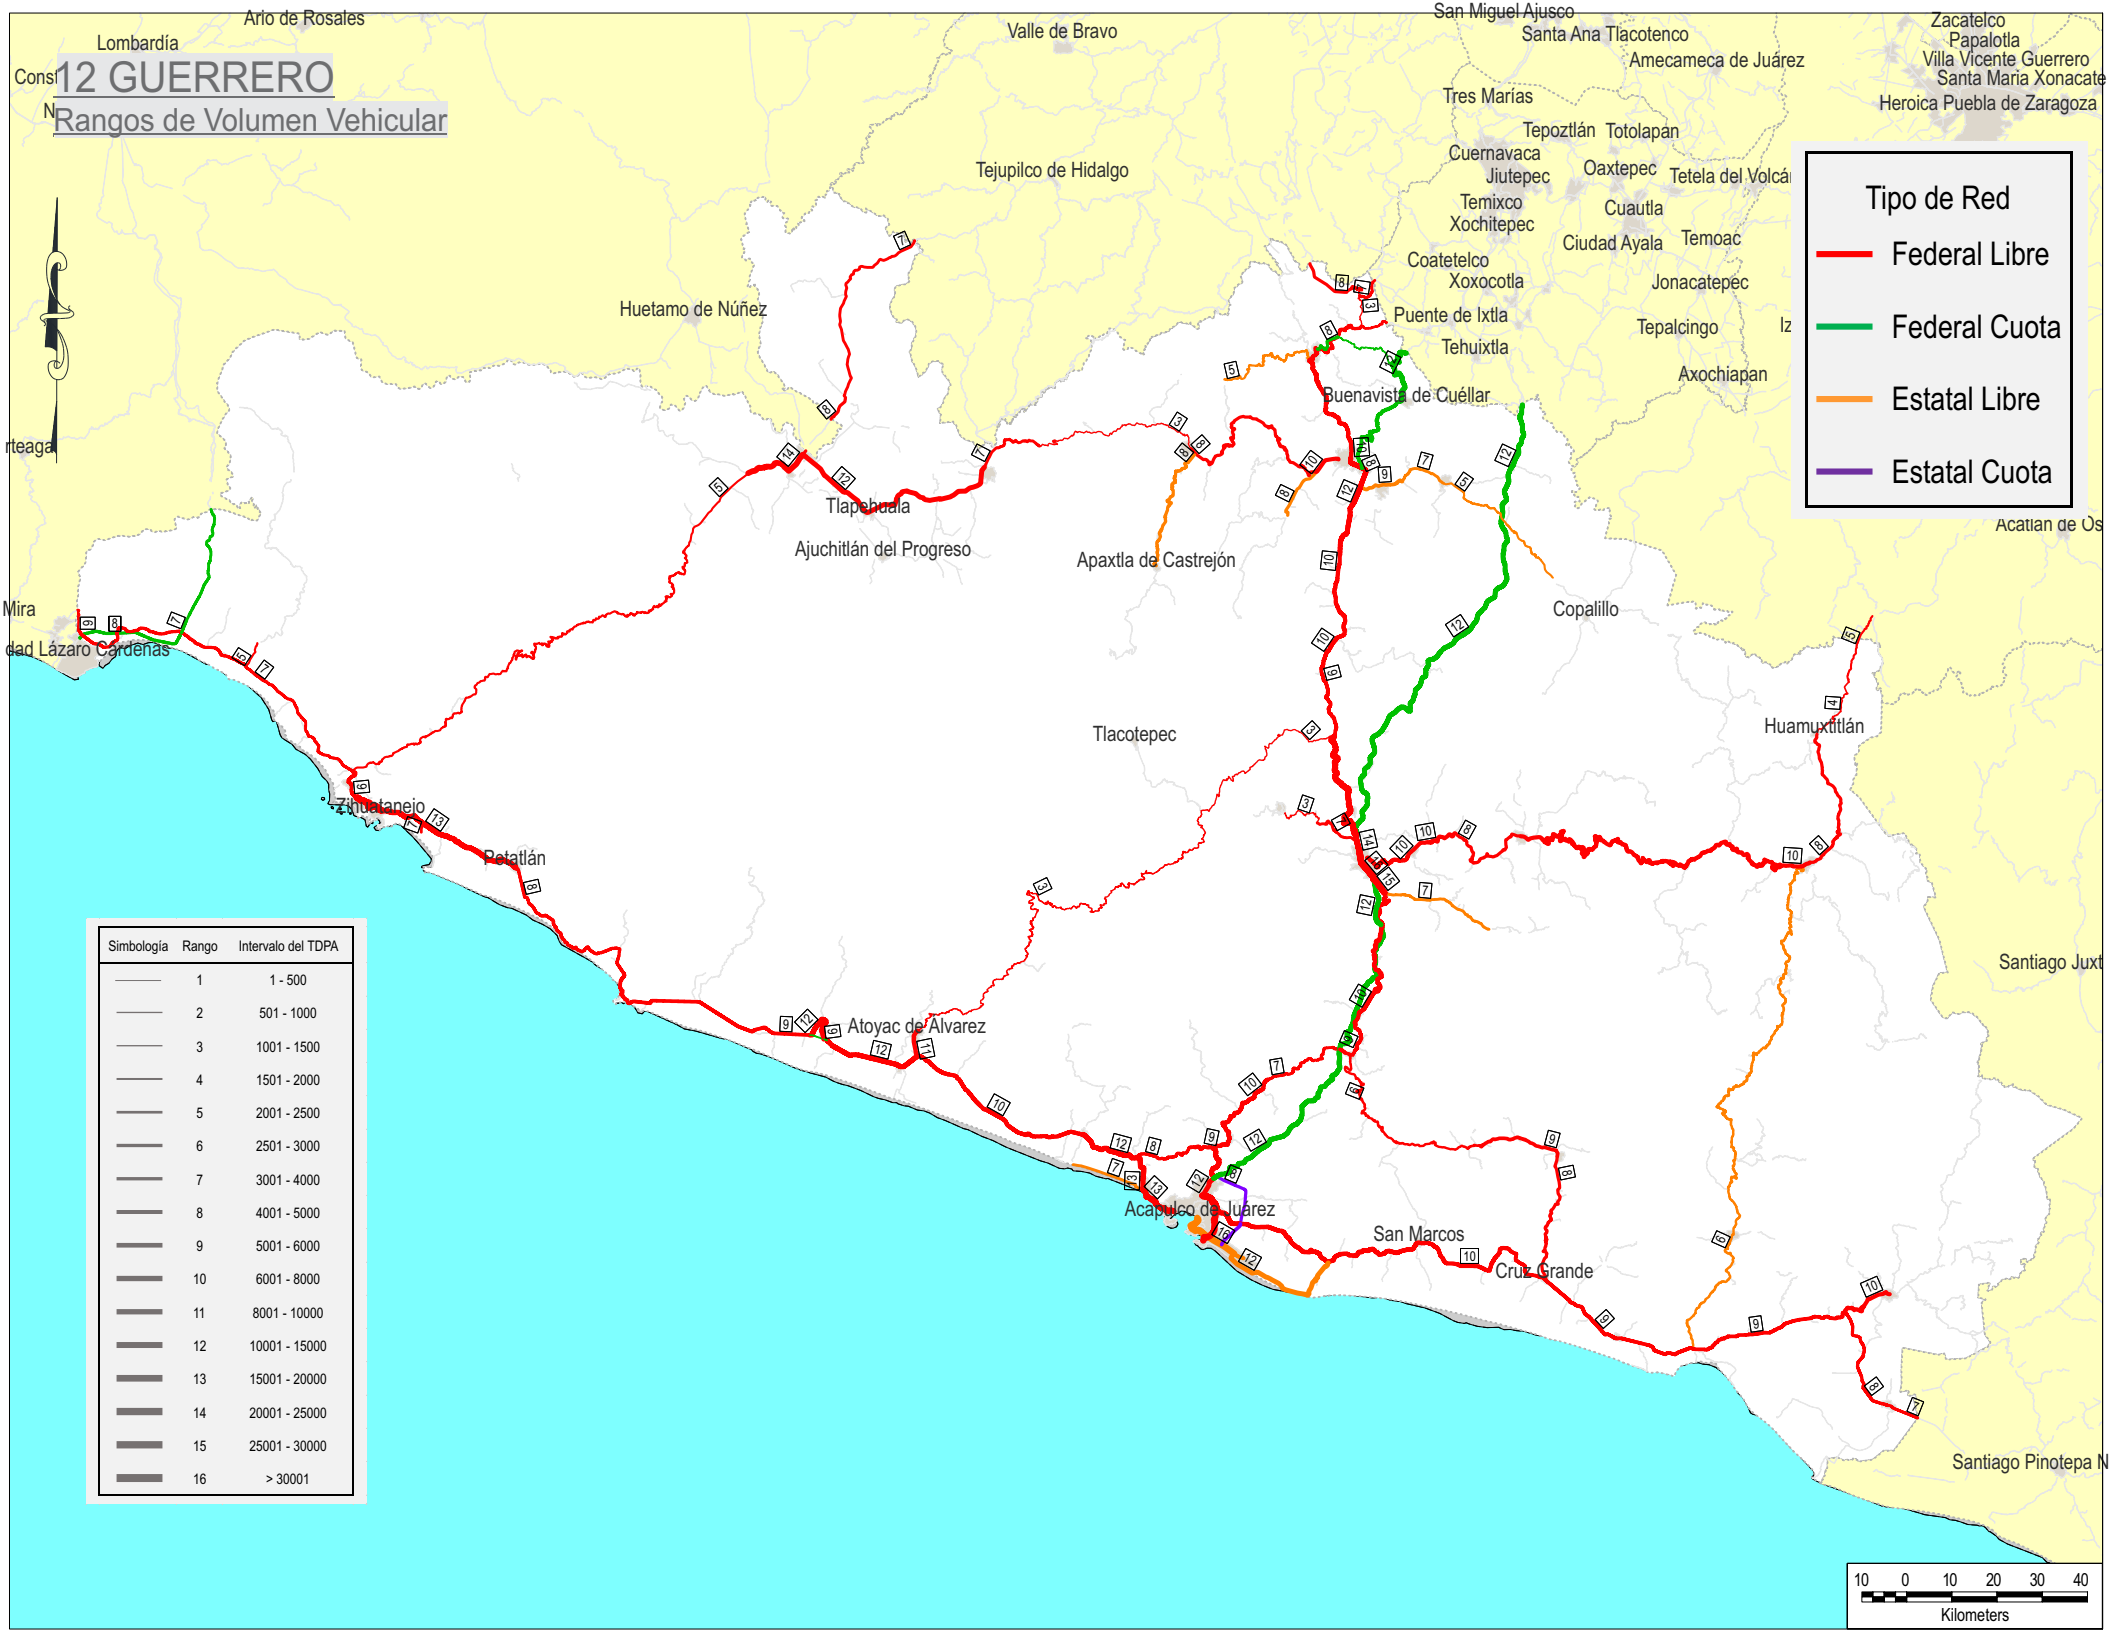 12 GUERRERO
Rangos de Volumen Vehicular
Ario de Rosales
Lombardía
Const
N
Valle de Bravo
San Miguel Ajusco
Santa Ana Tlacotenco
Amecameca de Juárez
Zacatelco
Papalotla
Villa Vicente Guerrero
Santa Maria Xonacate
Heroica Puebla de Zaragoza
Tres Marías
Tepoztlán
Totolapan
Cuernavaca
Jiutepec
Oaxtepec
Tetela del Volcán
Tejupilco de Hidalgo
Temixco
Xochitepec
Cuautla
Ciudad Ayala
Temoac
Coatetelco
Xoxocotla
Jonacatepec
Huetamo de Núñez
Puente de Ixtla
Tepalcingo
Iz
Tehuixtla
Axochiapan
Buenavista de Cuéllar
Tipo de Red
Federal Libre
Federal Cuota
Estatal Libre
Estatal Cuota
Acatlán de Os
rteaga
Tlapehuala
Ajuchitlán del Progreso
Apaxtla de Castrejón
Copalillo
Mira
dad Lázaro Cárdenas
Huamuxtitlán
Tlacotepec
Zihuatanejo
Petatlán
Santiago Juxt
Atoyac de Alvarez
Acapulco de Juárez
San Marcos
Cruz Grande
Santiago Pinotepa N
Simbología Rango Intervalo del TDPA
1 1 - 500
2 501 - 1000
3 1001 - 1500
4 1501 - 2000
5 2001 - 2500
6 2501 - 3000
7 3001 - 4000
8 4001 - 5000
9 5001 - 6000
10 6001 - 8000
11 8001 - 10000
12 10001 - 15000
13 15001 - 20000
14 20001 - 25000
15 25001 - 30000
16 > 30001
10 0 10 20 30 40
Kilometers